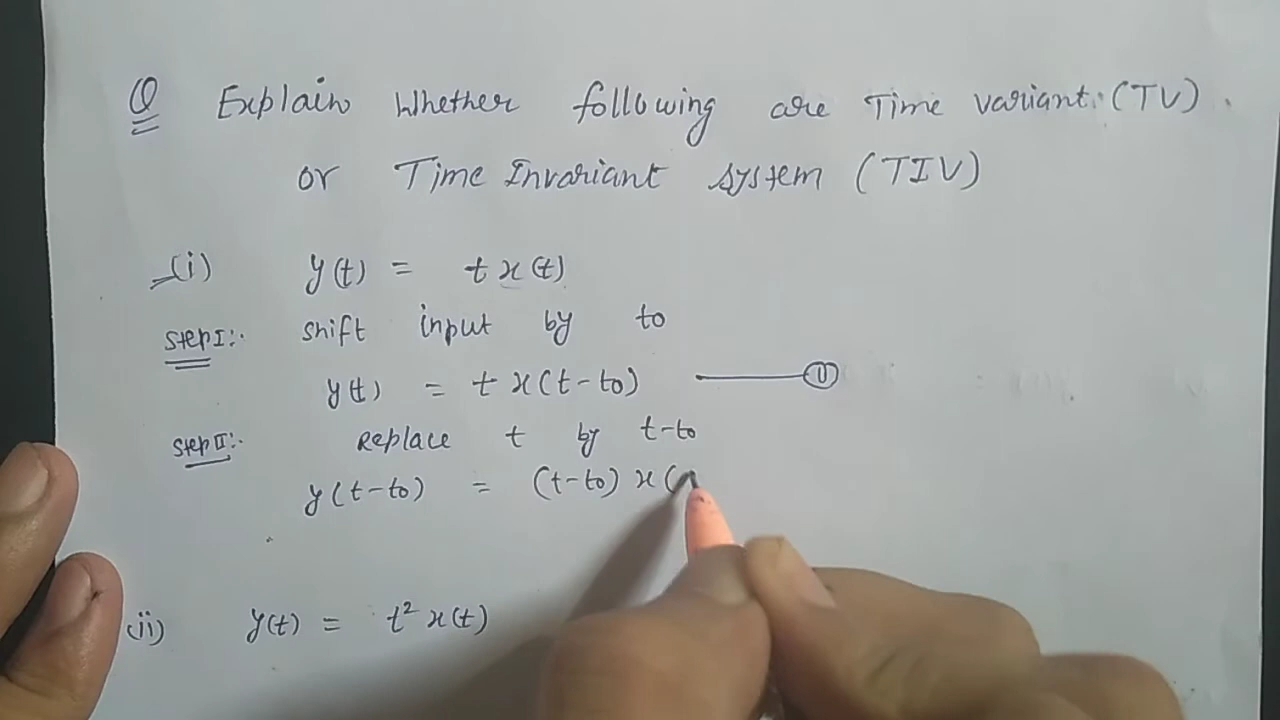 Q Explain Whether following are Time variant (TV).
or Time Invariant system (TIV)
(i) y(t) = t x(t)
Step I:- Shift input by to
y(t) = t x(t-to) ——— (1)
Step II:- Replace t by t-to
y(t-to) = (t-to) x(
(ii) y(t) = t² x(t)